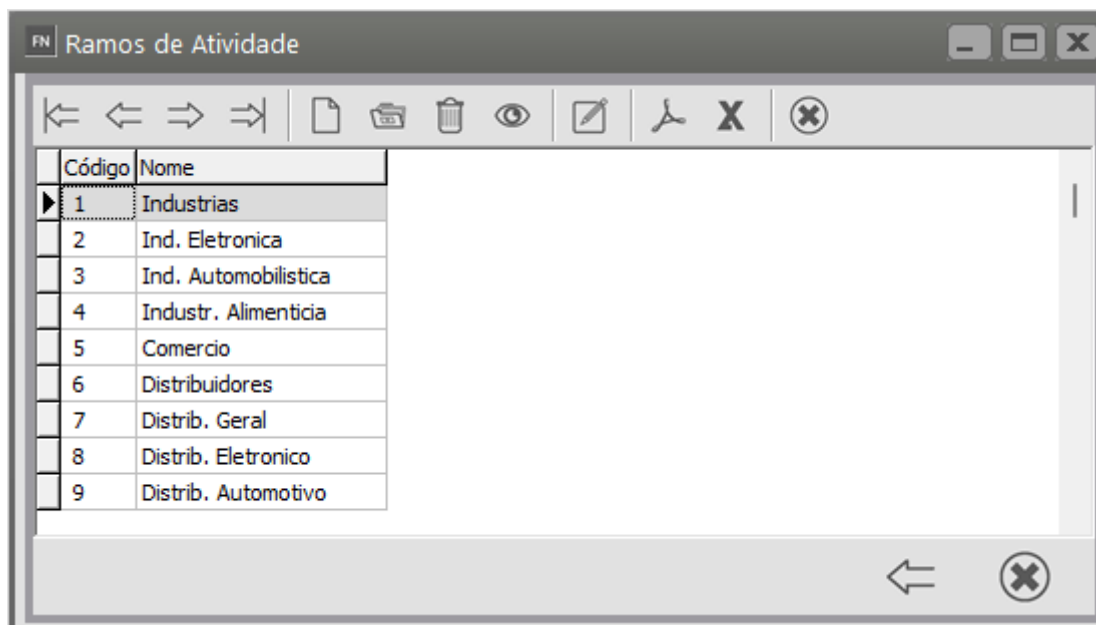 FN Ramos de Atividade
Código Nome
1 Industrias
2 Ind. Eletronica
3 Ind. Automobilistica
4 Industr. Alimenticia
5 Comercio
6 Distribuidores
7 Distrib. Geral
8 Distrib. Eletronico
9 Distrib. Automotivo